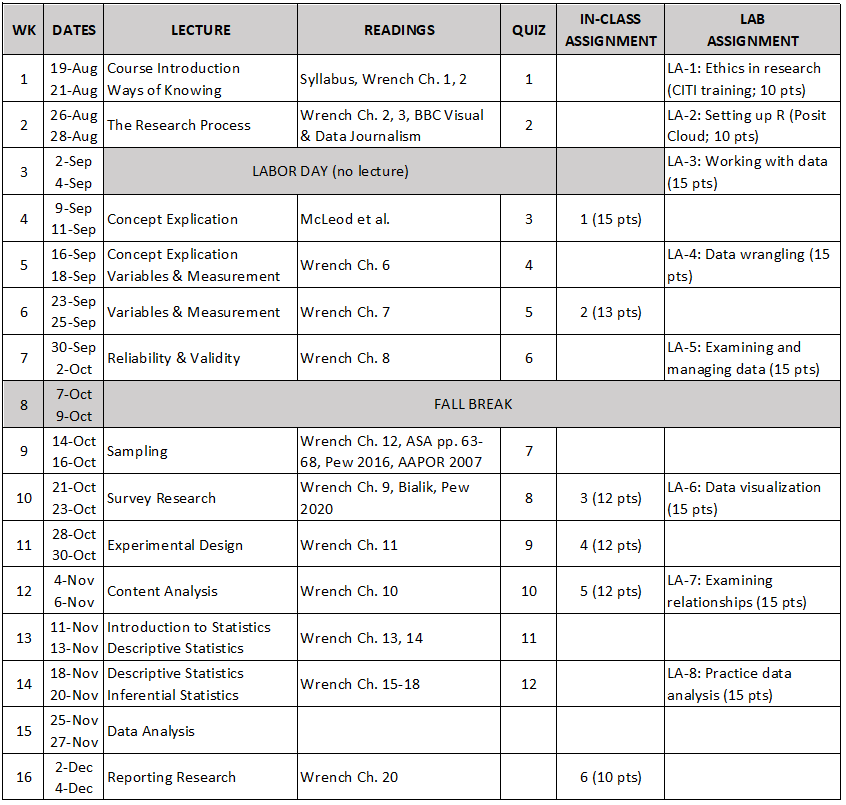 WK DATES LECTURE READINGS QUIZ IN-CLASS ASSIGNMENT LAB ASSIGNMENT
1 19-Aug 21-Aug Course Introduction Ways of Knowing Syllabus, Wrench Ch. 1, 2 1 LA-1: Ethics in research (CITI training; 10 pts)
2 26-Aug 28-Aug The Research Process Wrench Ch. 2, 3, BBC Visual & Data Journalism 2 LA-2: Setting up R (Posit Cloud; 10 pts)
3 2-Sep 4-Sep LABOR DAY (no lecture) LA-3: Working with data (15 pts)
4 9-Sep 11-Sep Concept Explication McLeod et al. 3 1 (15 pts)
5 16-Sep 18-Sep Concept Explication Variables & Measurement Wrench Ch. 6 4 LA-4: Data wrangling (15 pts)
6 23-Sep 25-Sep Variables & Measurement Wrench Ch. 7 5 2 (13 pts)
7 30-Sep 2-Oct Reliability & Validity Wrench Ch. 8 6 LA-5: Examining and managing data (15 pts)
8 7-Oct 9-Oct FALL BREAK
9 14-Oct 16-Oct Sampling Wrench Ch. 12, ASA pp. 63-68, Pew 2016, AAPOR 2007 7
10 21-Oct 23-Oct Survey Research Wrench Ch. 9, Bialik, Pew 2020 8 3 (12 pts) LA-6: Data visualization (15 pts)
11 28-Oct 30-Oct Experimental Design Wrench Ch. 11 9 4 (12 pts)
12 4-Nov 6-Nov Content Analysis Wrench Ch. 10 10 5 (12 pts) LA-7: Examining relationships (15 pts)
13 11-Nov 13-Nov Introduction to Statistics Descriptive Statistics Wrench Ch. 13, 14 11
14 18-Nov 20-Nov Descriptive Statistics Inferential Statistics Wrench Ch. 15-18 12 LA-8: Practice data analysis (15 pts)
15 25-Nov 27-Nov Data Analysis
16 2-Dec 4-Dec Reporting Research Wrench Ch. 20 6 (10 pts)